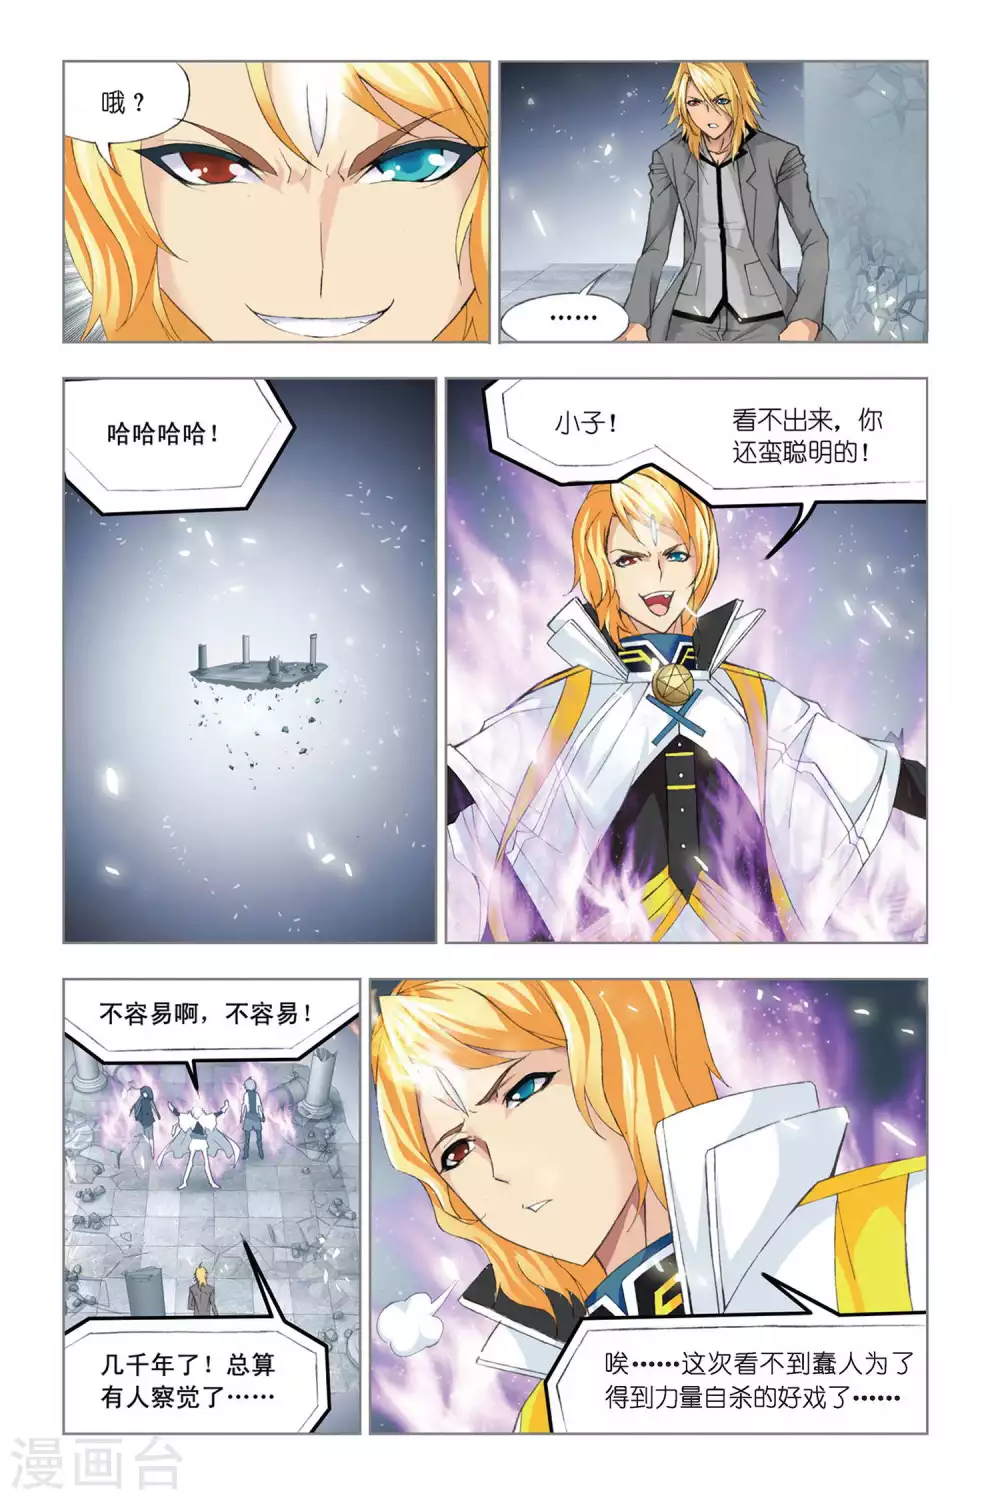 哦？
……
哈哈哈哈！
小子！
看不出来，你
还蛮聪明的！
不容易啊，不容易！
几千年了！总算
有人察觉了……
唉……这次看不到蠢人为了
得到力量自杀的好戏了……
漫画台